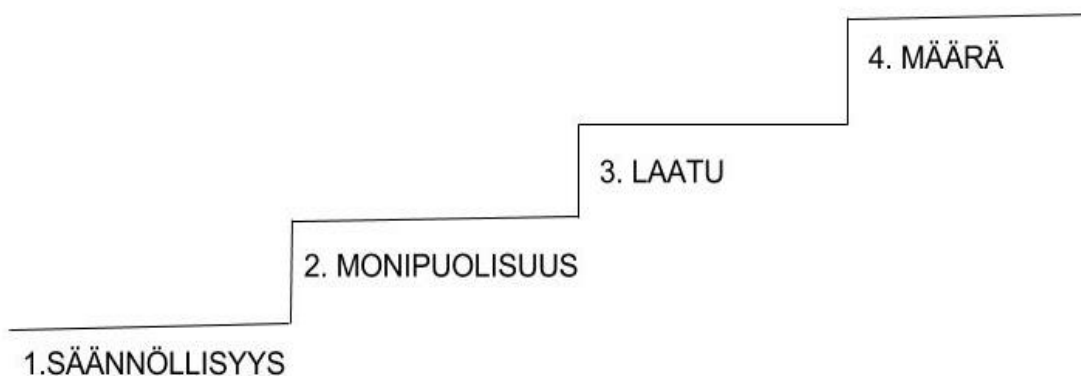 4. MÄÄRÄ
3. LAATU
2. MONIPUOLISUUS
1.SÄÄNNÖLLISYYS